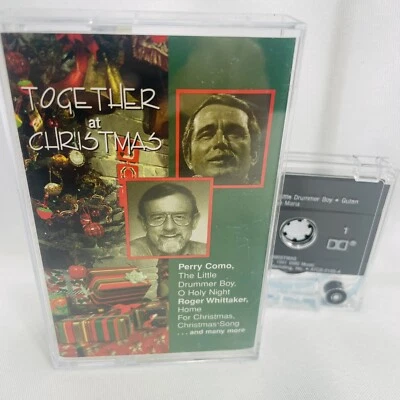 TOGETHER
at
CHRISTMAS
Perry Como,
The Little
Drummer Boy,
O Holy Night
Roger Whittaker,
Home
For Christmas,
Christmas Song
. . . and many more
Little Drummer Boy • Guten
Maria
1